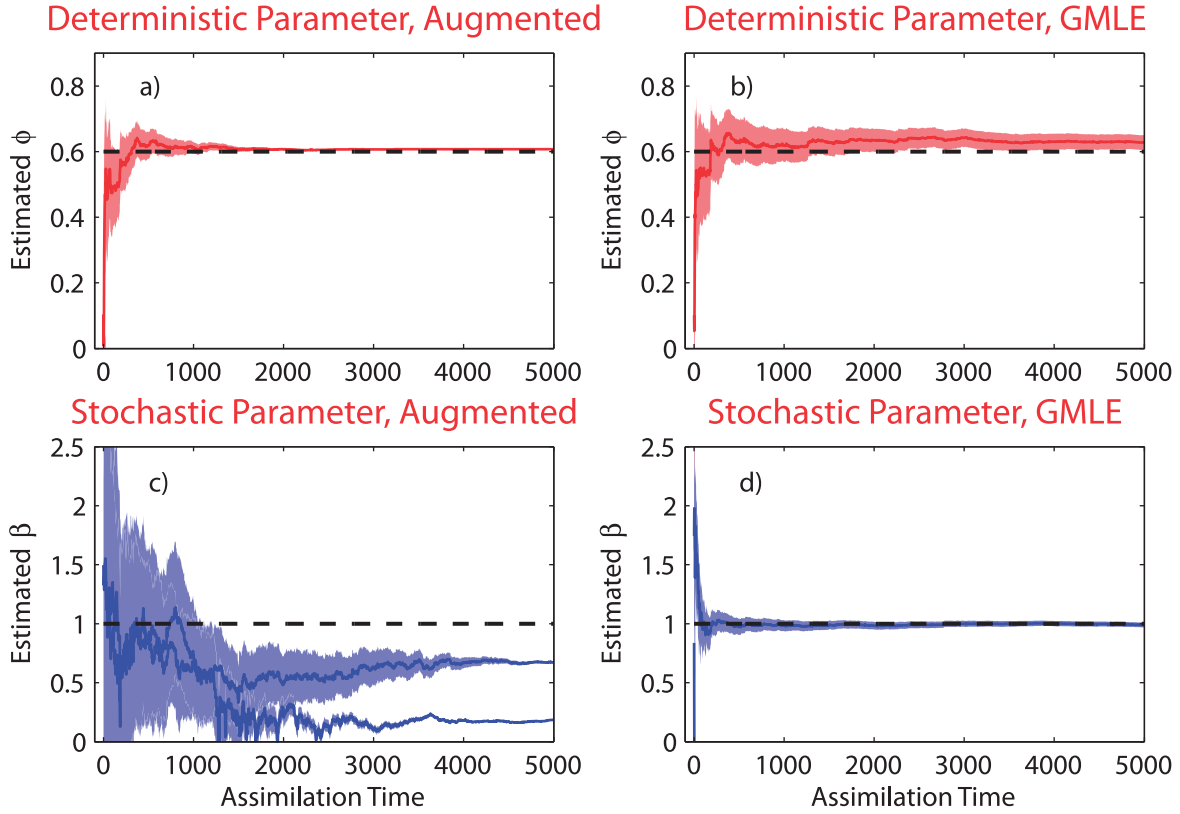 Deterministic Parameter, Augmented
Deterministic Parameter, GMLE
a)
0.8
0.6
0.4
0.2
0
Estimated ϕ
0 1000 2000 3000 4000 5000
b)
0.8
0.6
0.4
0.2
0
Estimated ϕ
0 1000 2000 3000 4000 5000
Stochastic Parameter, Augmented
Stochastic Parameter, GMLE
c)
2.5
2
1.5
1
0.5
0
Estimated β
0 1000 2000 3000 4000 5000
Assimilation Time
d)
2.5
2
1.5
1
0.5
0
Estimated β
0 1000 2000 3000 4000 5000
Assimilation Time